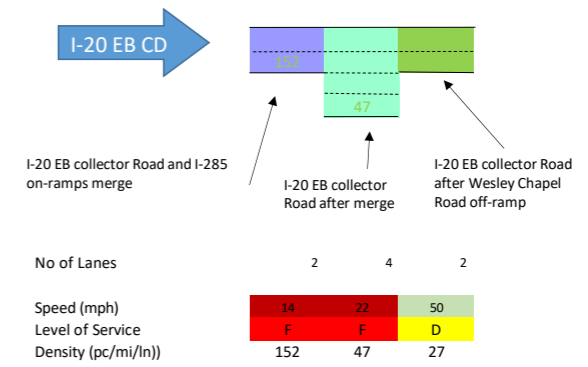 I-20 EB CD
152
47
I-20 EB collector Road and I-285
on-ramps merge
I-20 EB collector
Road after merge
I-20 EB collector Road
after Wesley Chapel
Road off-ramp
No of Lanes 2 4 2
Speed (mph) 14 22 50
Level of Service F F D
Density (pc/mi/ln)) 152 47 27